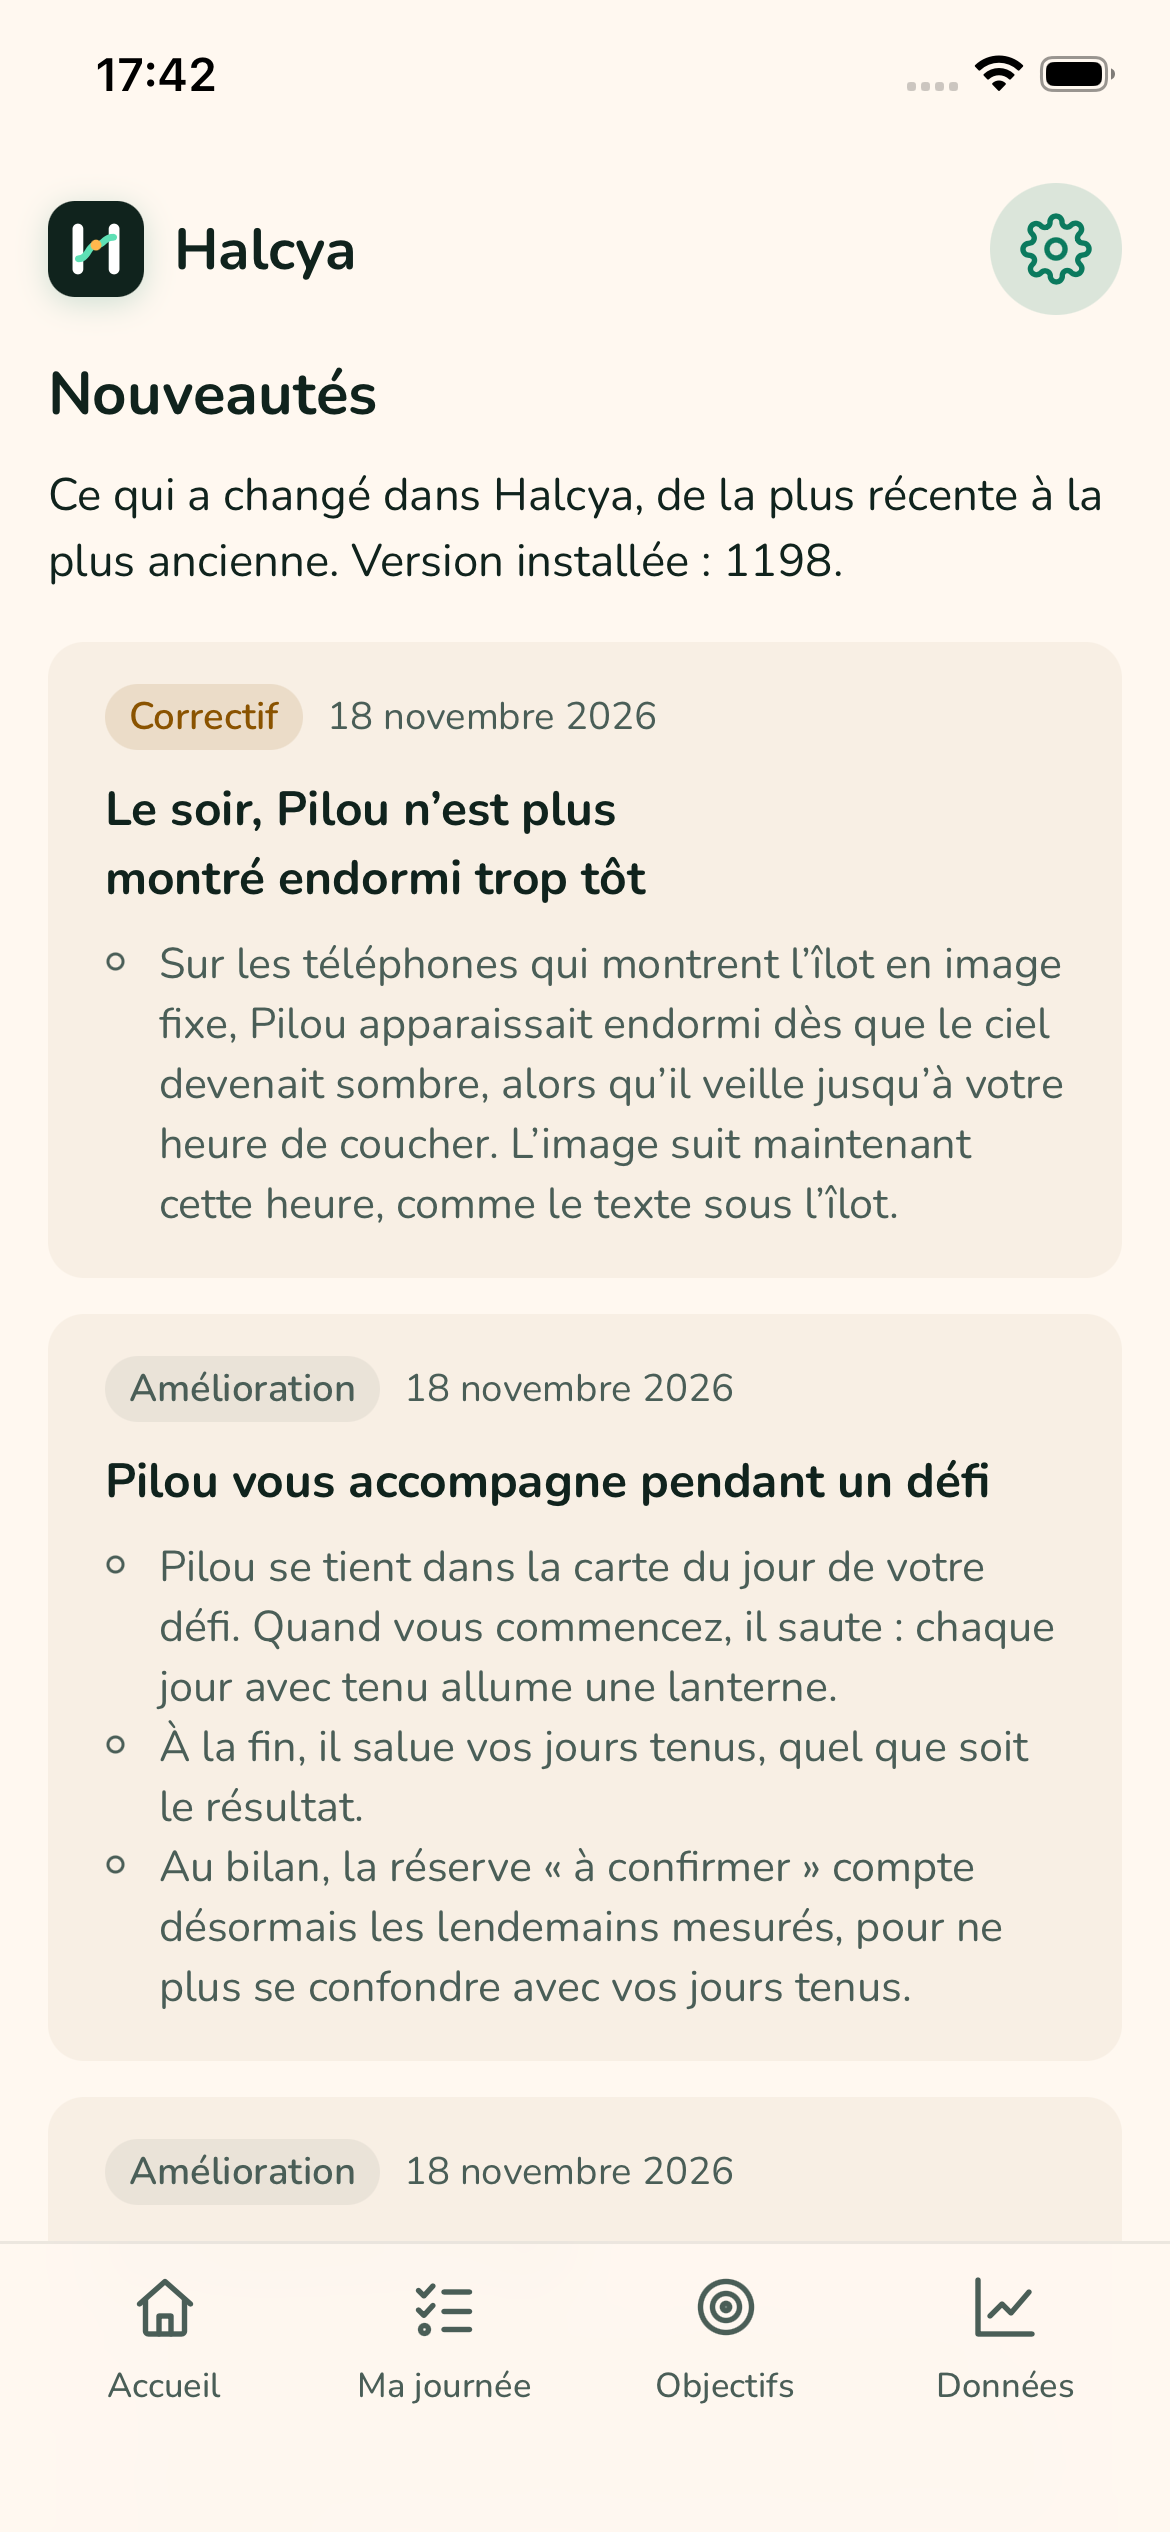 17:42
Halcya
Nouveautés
Ce qui a changé dans Halcya, de la plus récente à la
plus ancienne. Version installée : 1198.
Correctif 18 novembre 2026
Le soir, Pilou n’est plus
montré endormi trop tôt
Sur les téléphones qui montrent l’îlot en image
fixe, Pilou apparaissait endormi dès que le ciel
devenait sombre, alors qu’il veille jusqu’à votre
heure de coucher. L’image suit maintenant
cette heure, comme le texte sous l’îlot.
Amélioration 18 novembre 2026
Pilou vous accompagne pendant un défi
Pilou se tient dans la carte du jour de votre
défi. Quand vous commencez, il saute : chaque
jour avec tenu allume une lanterne.
À la fin, il salue vos jours tenus, quel que soit
le résultat.
Au bilan, la réserve « à confirmer » compte
désormais les lendemains mesurés, pour ne
plus se confondre avec vos jours tenus.
Amélioration 18 novembre 2026
Accueil
Ma journée
Objectifs
Données